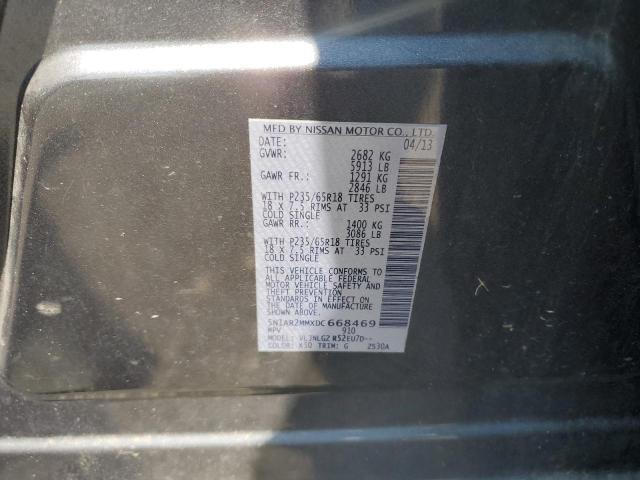 MFD BY NISSAN MOTOR CO., LTD.
DATE: 04/13
GVWR: 2682 KG
5913 LB
GAWR FR.: 1291 KG
2846 LB
WITH P235/65R18 TIRES
18 X 7.5 RIMS AT 33 PSI
COLD SINGLE
GAWR RR.: 1400 KG
3086 LB
WITH P235/65R18 TIRES
18 X 7.5 RIMS AT 33 PSI
COLD SINGLE
THIS VEHICLE CONFORMS TO
ALL APPLICABLE FEDERAL
MOTOR VEHICLE SAFETY AND
THEFT PREVENTION
STANDARDS IN EFFECT ON THE
DATE OF MANUFACTURE SHOWN
ABOVE.
5N1AR2MMXDC668469
MPV 910
MODEL: R52EU7D--
COLOR: TRIM: G 2530A